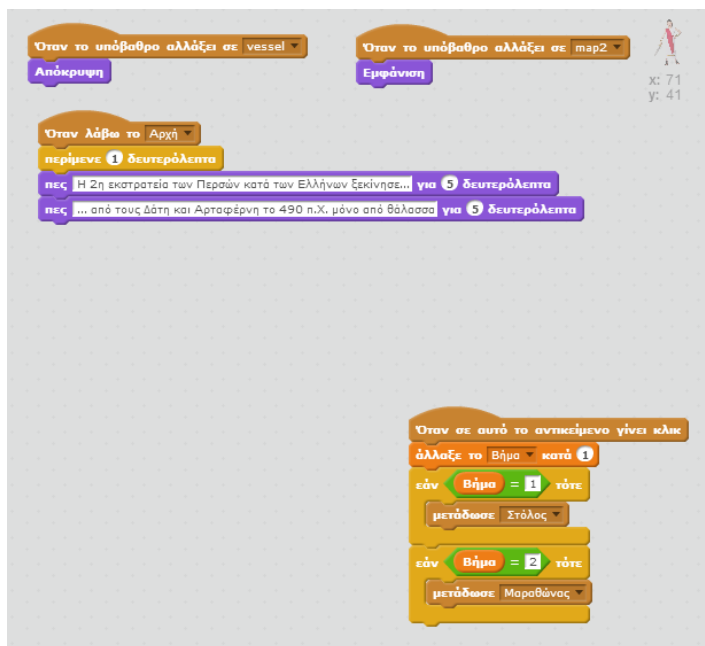 Όταν το υπόβαθρο αλλάξει σε vessel
Απόκρυψη
Όταν το υπόβαθρο αλλάξει σε map2
Εμφάνιση
x: 71
y: 41
Όταν λάβω το Αρχή
περίμενε 1 δευτερόλεπτα
πες Η 2η εκστρατεία των Περσών κατά των Ελλήνων ξεκίνησε... για 5 δευτερόλεπτα
πες ... από τους Δάτη και Αρταφέρνη το 490 π.Χ. μόνο από θάλασσα για 5 δευτερόλεπτα
Όταν σε αυτό το αντικείμενο γίνει κλικ
άλλαξε το Βήμα κατά 1
εάν Βήμα = 1 τότε
μετάδωσε Στόλος
εάν Βήμα = 2 τότε
μετάδωσε Μαραθώνας